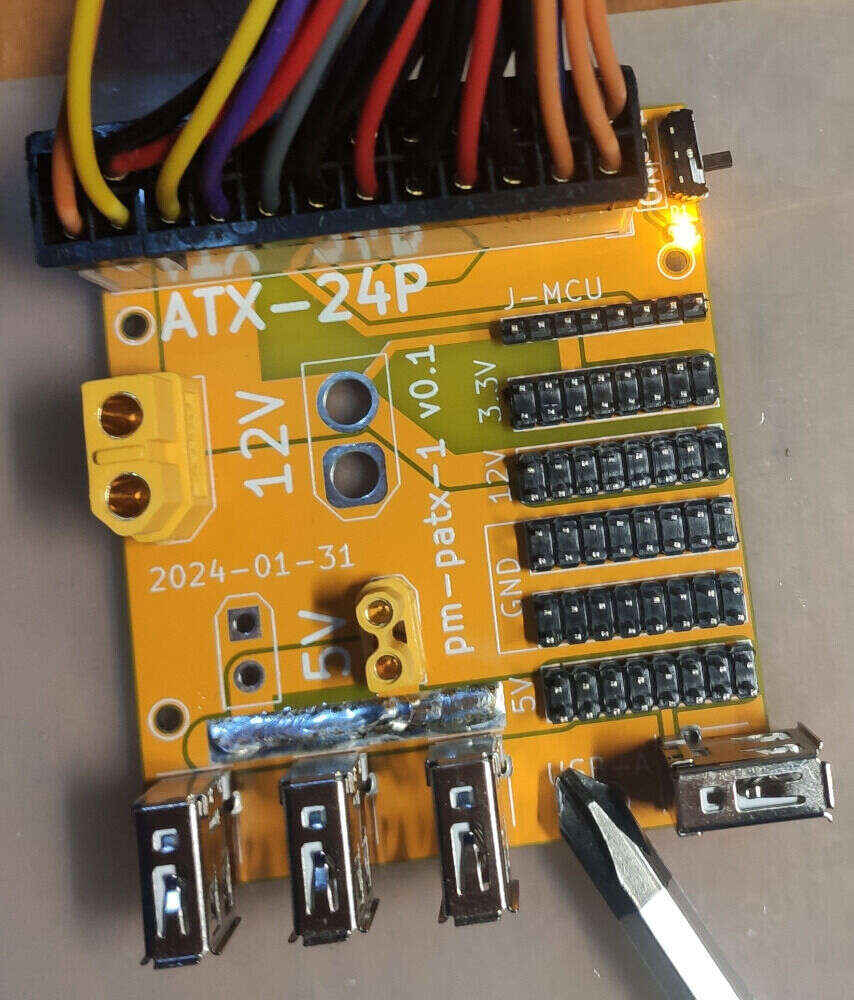 ATX-24P
J-MCU
3.3V
12V
12V
pm-patx-1 v0.1
GND
2024-01-31
5V
5V